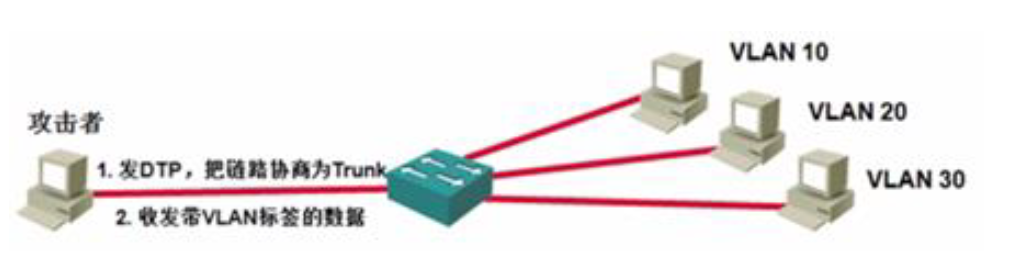 VLAN 10
VLAN 20
攻击者
1. 发DTP，把链路协商为Trunk
VLAN 30
2. 收发带VLAN标签的数据